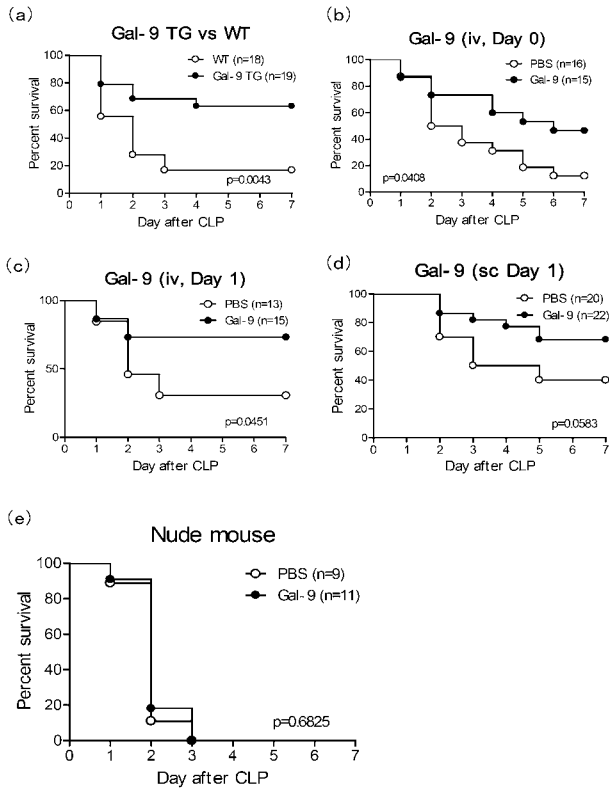 (a)
Gal-9 TG vs WT
WT (n=18)
Gal-9 TG (n=19)
Percent survival
100
80
60
40
20
0
p=0.0043
0 1 2 3 4 5 6 7
Day after CLP
(b)
Gal-9 (iv, Day 0)
PBS (n=16)
Gal-9 (n=15)
Percent survival
100
80
60
40
20
0
p=0.0408
0 1 2 3 4 5 6 7
Day after CLP
(c)
Gal-9 (iv, Day 1)
PBS (n=13)
Gal-9 (n=15)
Percent survival
100
50
0
p=0.0451
0 1 2 3 4 5 6 7
Day after CLP
(d)
Gal-9 (sc Day 1)
PBS (n=20)
Gal-9 (n=22)
Percent survival
100
80
60
40
20
0
p=0.0583
0 1 2 3 4 5 6 7
Day after CLP
(e)
Nude mouse
PBS (n=9)
Gal-9 (n=11)
Percent survival
100
80
60
40
20
0
p=0.6825
0 1 2 3 4 5 6 7
Day after CLP